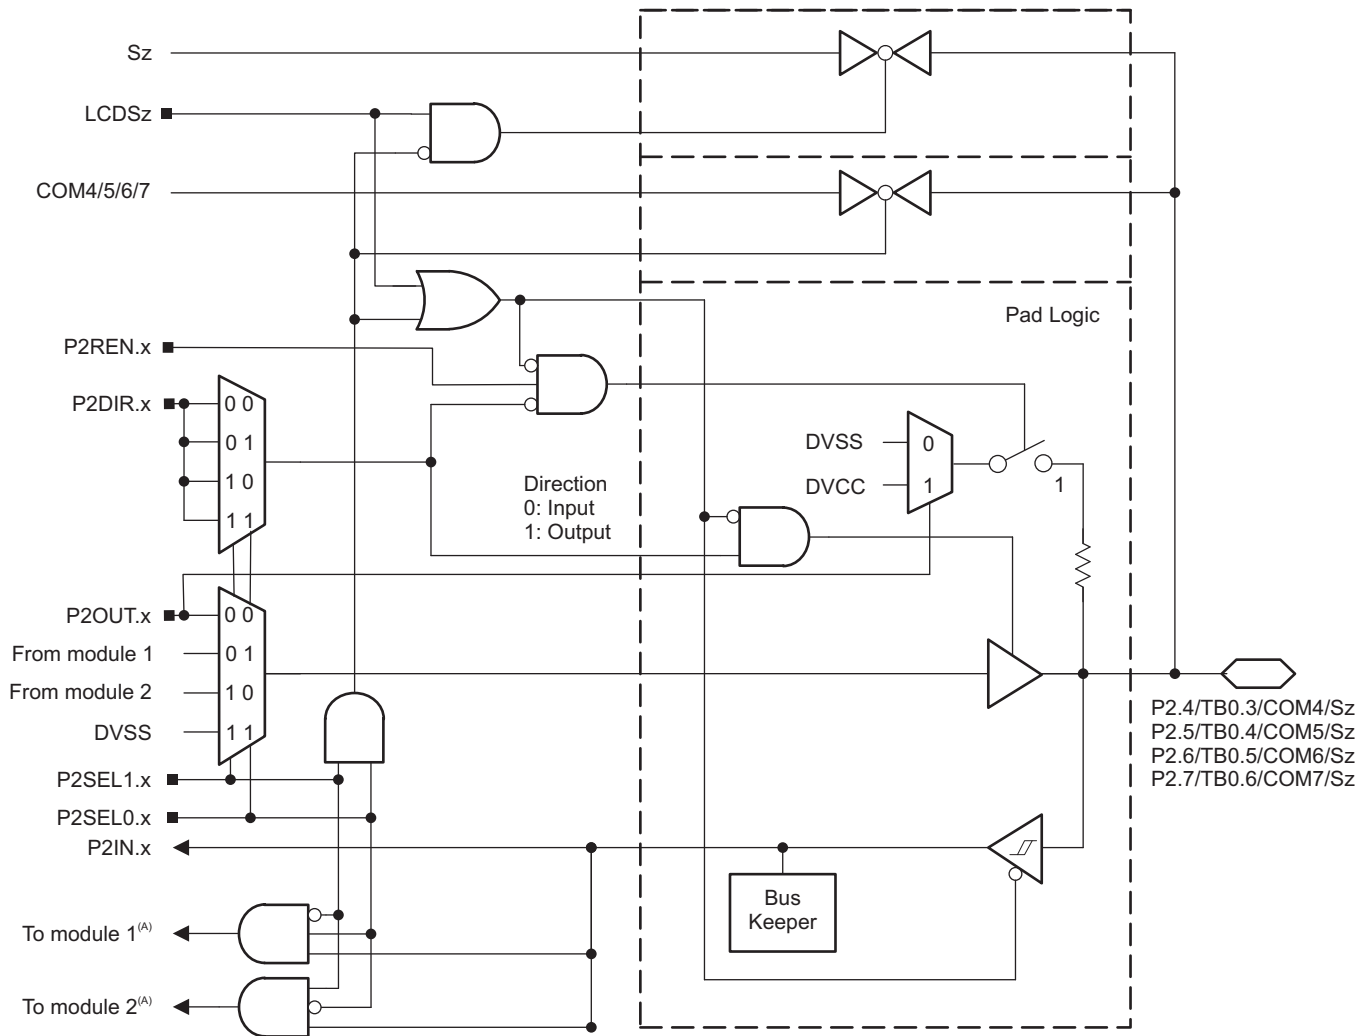 Sz
LCDSz
COM4/5/6/7
Pad Logic
P2REN.x
P2DIR.x
0 0
0 1
1 0
1 1
Direction
0: Input
1: Output
DVSS
DVCC
0
1
1
P2OUT.x
From module 1
From module 2
DVSS
0 0
0 1
1 0
1 1
P2SEL1.x
P2SEL0.x
P2IN.x
P2.4/TB0.3/COM4/Sz
P2.5/TB0.4/COM5/Sz
P2.6/TB0.5/COM6/Sz
P2.7/TB0.6/COM7/Sz
Bus
Keeper
To module 1(A)
To module 2(A)